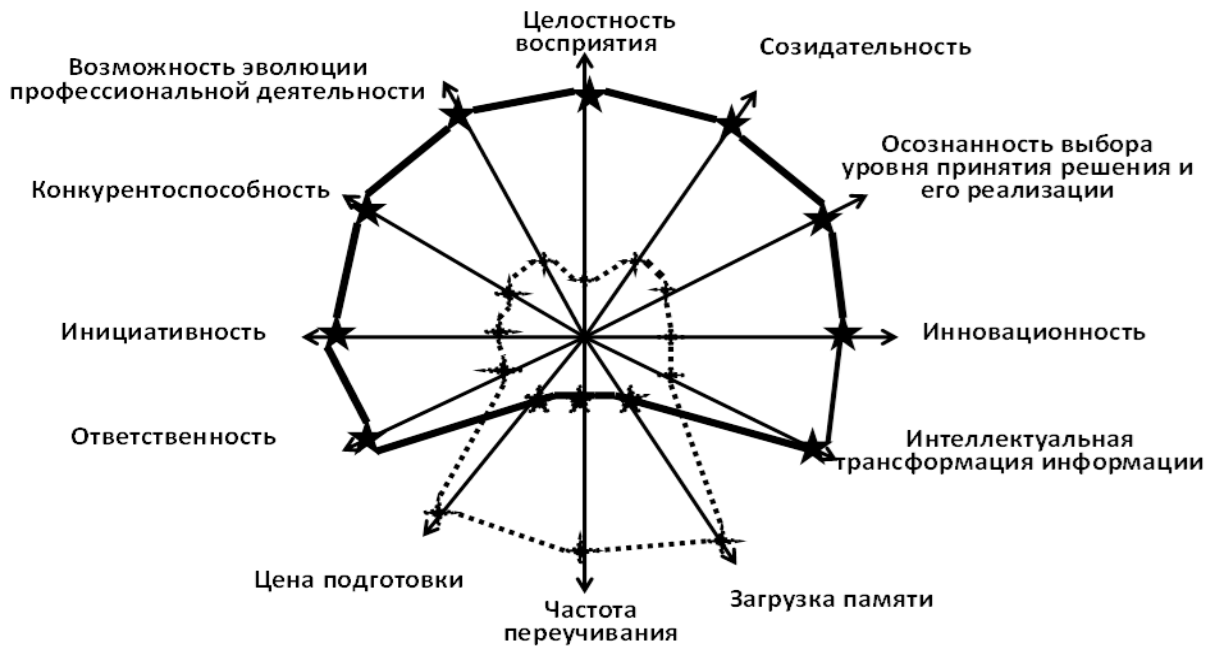 Целостность
восприятия
Созидательность
Возможность эволюции
профессиональной деятельности
Осознанность выбора
уровня принятия решения и
его реализации
Конкурентоспособность
Инициативность
Инновационность
Ответственность
Интеллектуальная
трансформация информации
Цена подготовки
Загрузка памяти
Частота
переучивания